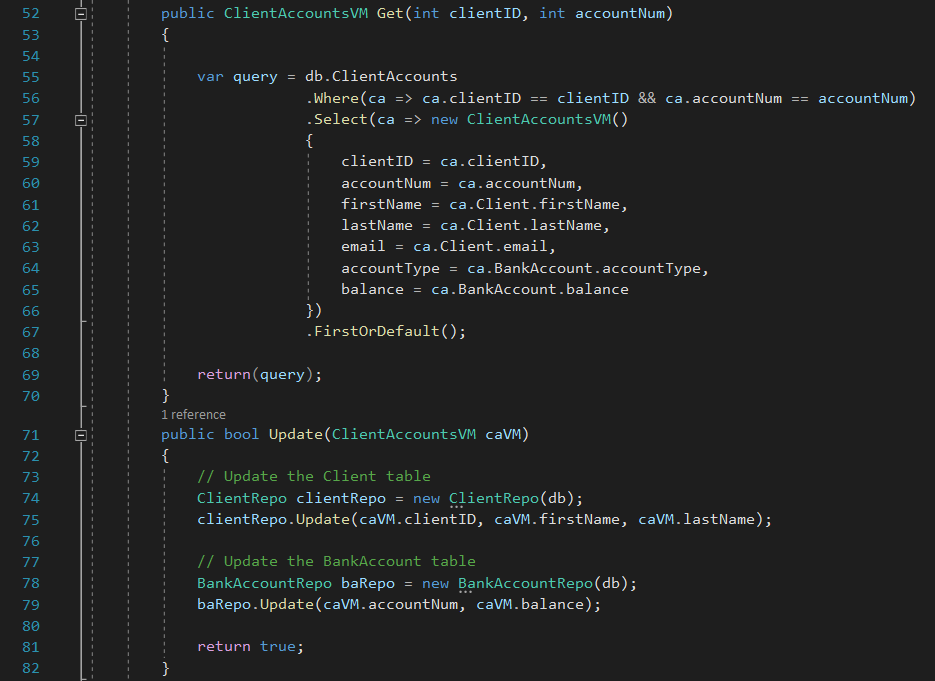 52 public ClientAccountsVM Get(int clientID, int accountNum)
53 {
54
55 var query = db.ClientAccounts
56 .Where(ca => ca.clientID == clientID && ca.accountNum == accountNum)
57 .Select(ca => new ClientAccountsVM()
58 {
59 clientID = ca.clientID,
60 accountNum = ca.accountNum,
61 firstName = ca.Client.firstName,
62 lastName = ca.Client.lastName,
63 email = ca.Client.email,
64 accountType = ca.BankAccount.accountType,
65 balance = ca.BankAccount.balance
66 })
67 .FirstOrDefault();
68
69 return(query);
70 }
1 reference
71 public bool Update(ClientAccountsVM caVM)
72 {
73 // Update the Client table
74 ClientRepo clientRepo = new ClientRepo(db);
75 clientRepo.Update(caVM.clientID, caVM.firstName, caVM.lastName);
76
77 // Update the BankAccount table
78 BankAccountRepo baRepo = new BankAccountRepo(db);
79 baRepo.Update(caVM.accountNum, caVM.balance);
80
81 return true;
82 }